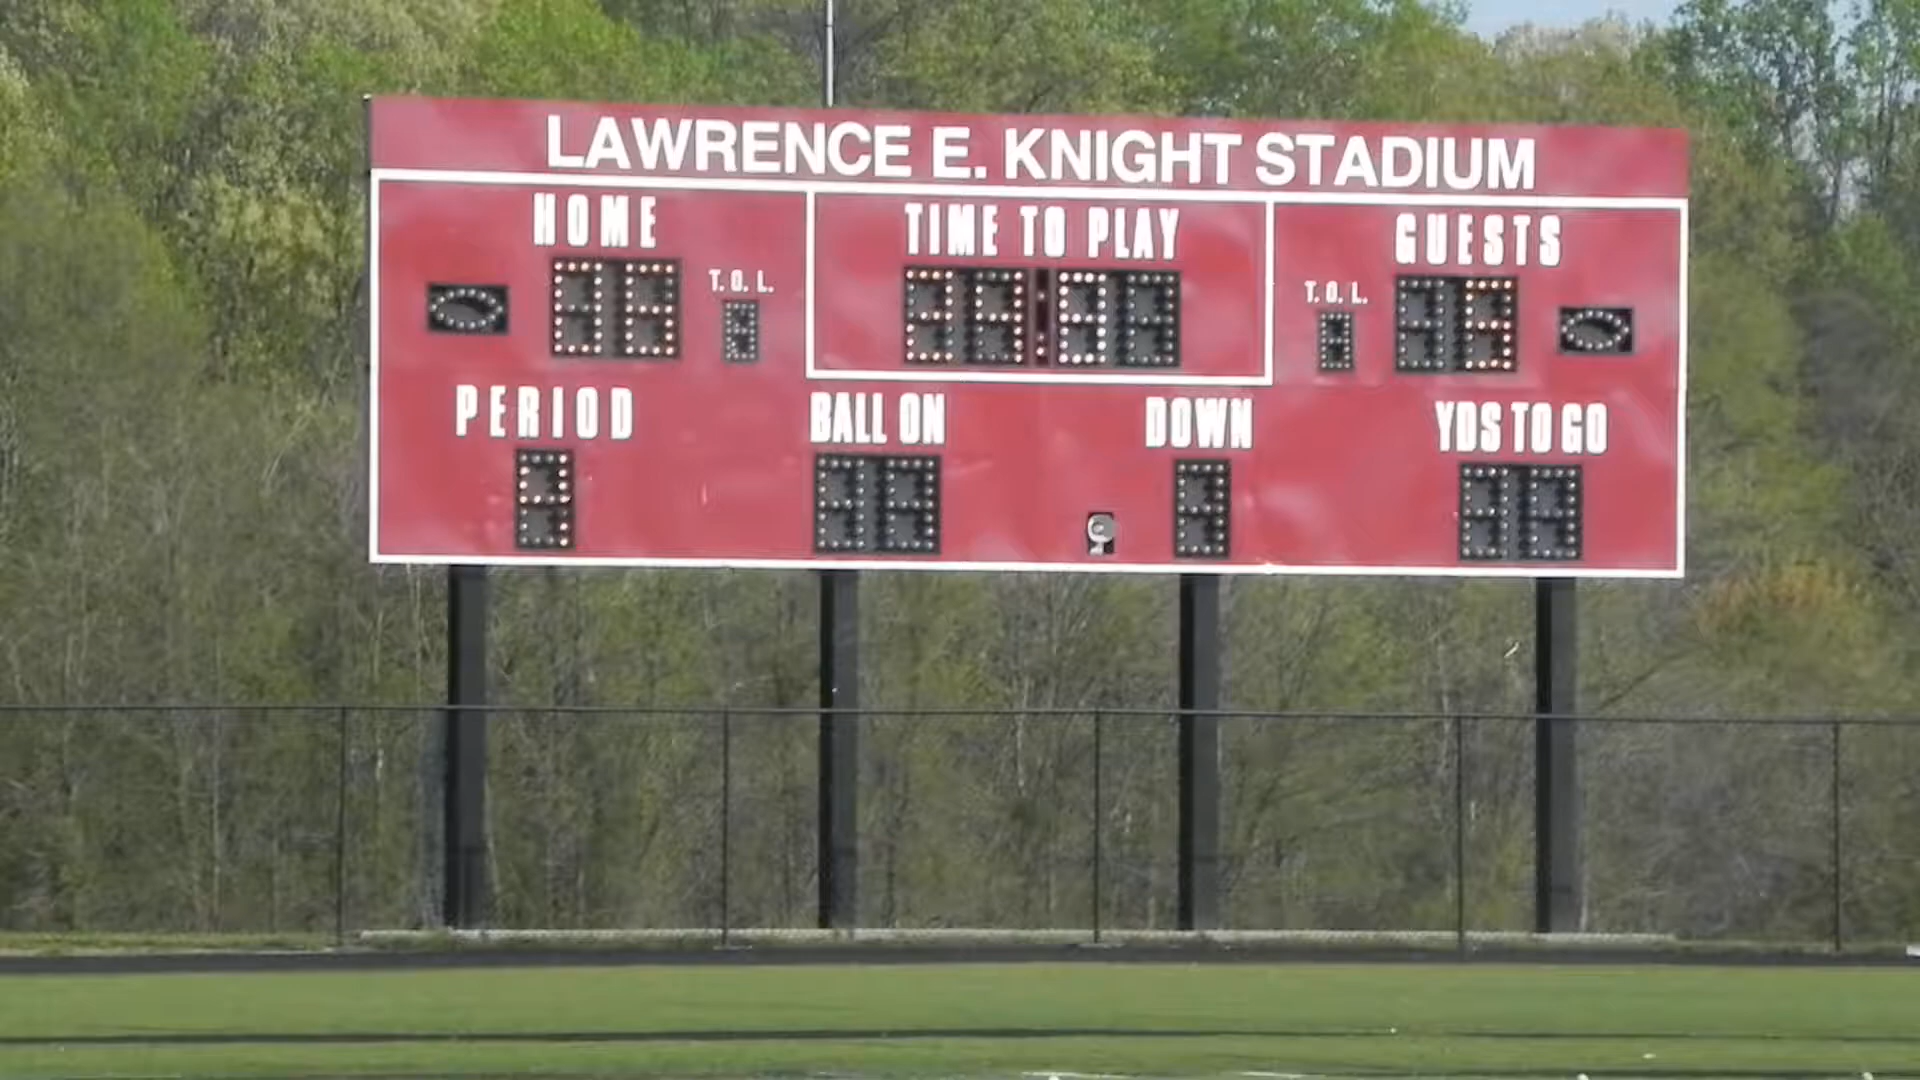 LAWRENCE E. KNIGHT STADIUM
HOME TIME TO PLAY GUESTS
T.O.L. T.O.L.
PERIOD BALL ON DOWN YDS TO GO